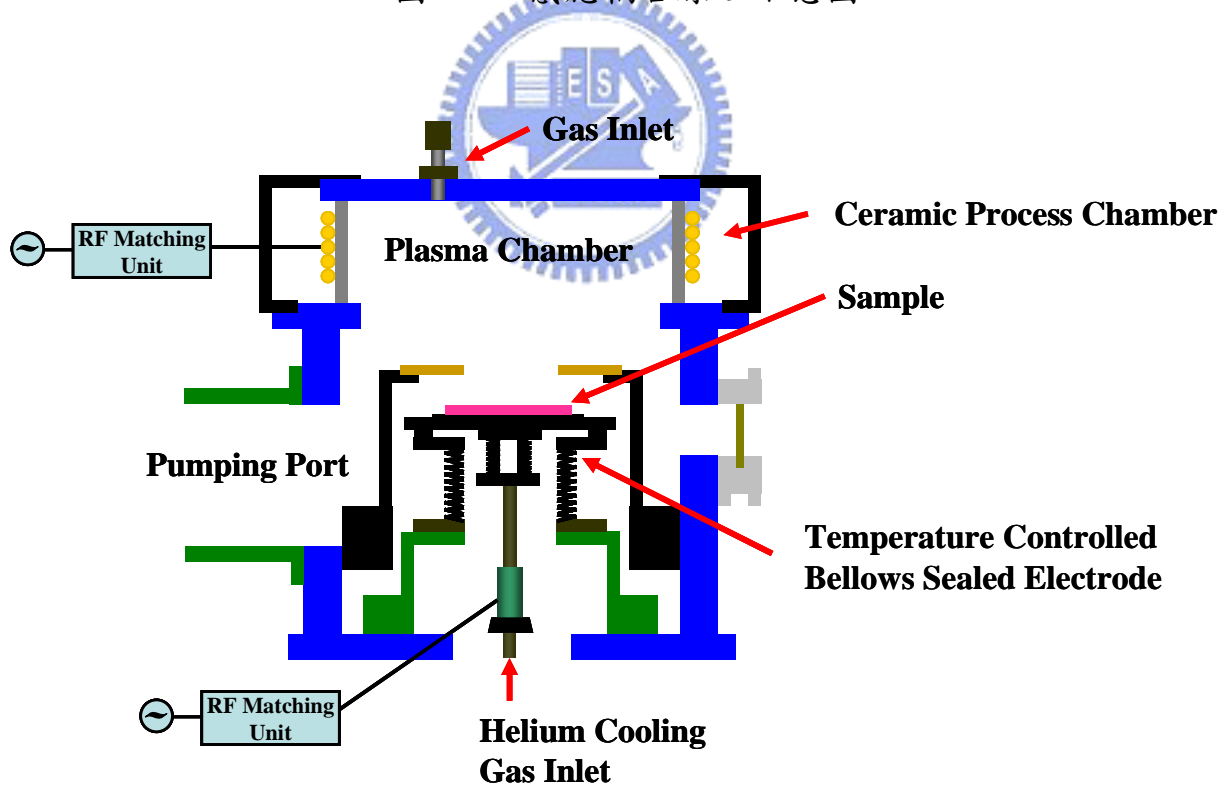 Gas Inlet
Ceramic Process Chamber
RF Matching
Unit
Plasma Chamber
Sample
Pumping Port
Temperature Controlled
Bellows Sealed Electrode
RF Matching
Unit
Helium Cooling
Gas Inlet
ESA
~
~